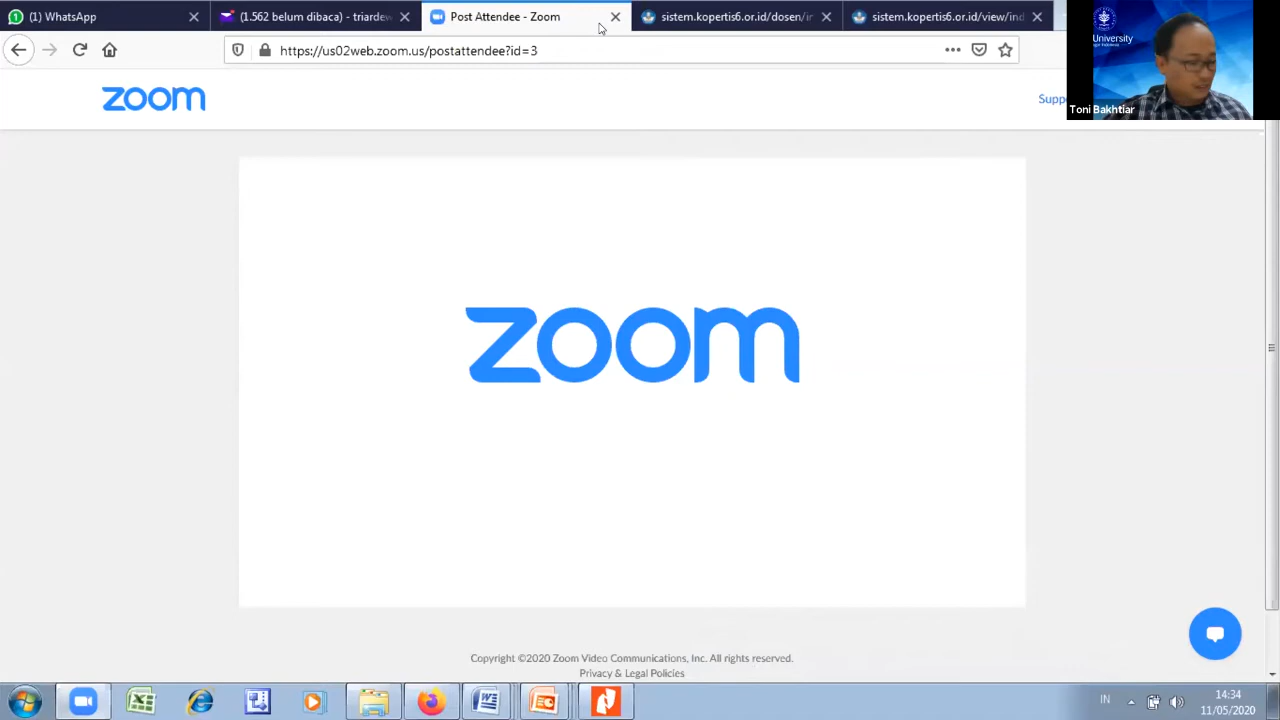 (1) WhatsApp
(1.562 belum dibaca) - triardew
Post Attendee - Zoom
sistem.kopertis6.or.id/dosen/in
sistem.kopertis6.or.id/view/ind
https://us02web.zoom.us/postattendee?id=3
University
Toni Bakhtiar
zoom
Supp
zoom
Copyright ©2020 Zoom Video Communications, Inc. All rights reserved.
Privacy & Legal Policies
IN
14:34
11/05/2020